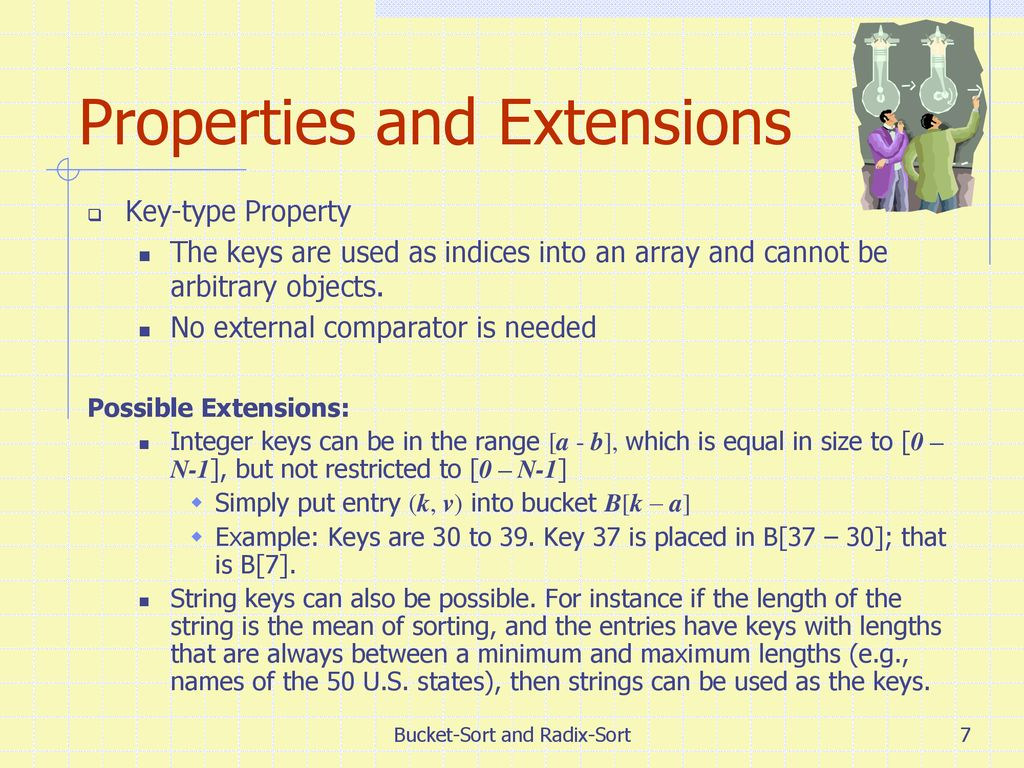 Properties and Extensions
Key-type Property
The keys are used as indices into an array and cannot be
arbitrary objects.
No external comparator is needed
Possible Extensions:
Integer keys can be in the range [a - b], which is equal in size to [0 –
N-1], but not restricted to [0 – N-1]
Simply put entry (k, v) into bucket B[k – a]
Example: Keys are 30 to 39. Key 37 is placed in B[37 – 30]; that
is B[7].
String keys can also be possible. For instance if the length of the
string is the mean of sorting, and the entries have keys with lengths
that are always between a minimum and maximum lengths (e.g.,
names of the 50 U.S. states), then strings can be used as the keys.
Bucket-Sort and Radix-Sort
7